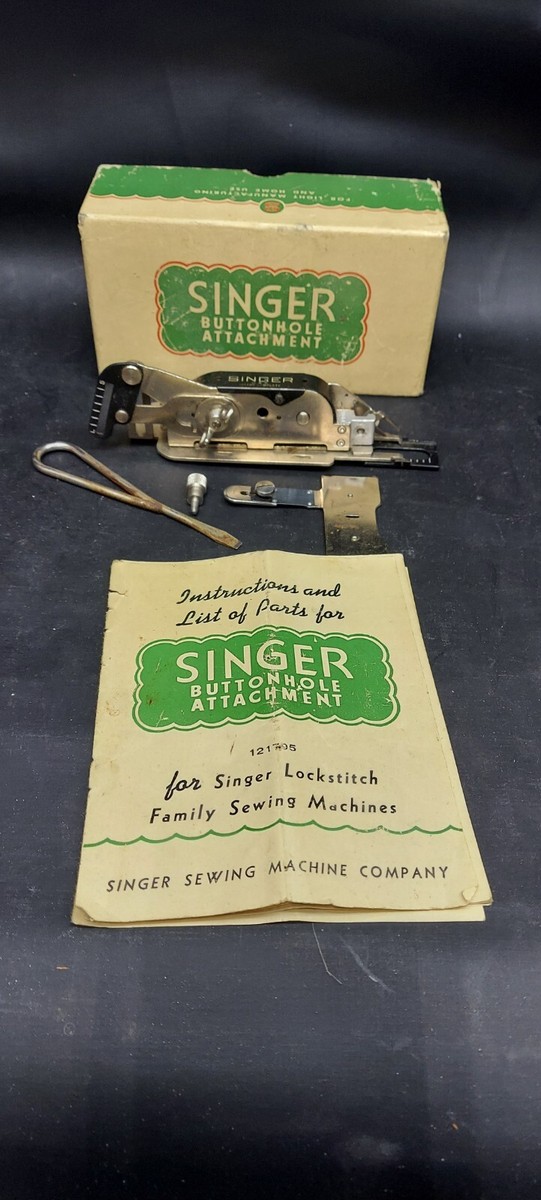 FOR LIGHT MANUFACTURING
AND HOME USE
SINGER
BUTTONHOLE
ATTACHMENT
SINGER
Instructions and
List of Parts for
SINGER
BUTTONHOLE
ATTACHMENT
121795
for Singer Lockstitch
Family Sewing Machines
SINGER SEWING MACHINE COMPANY